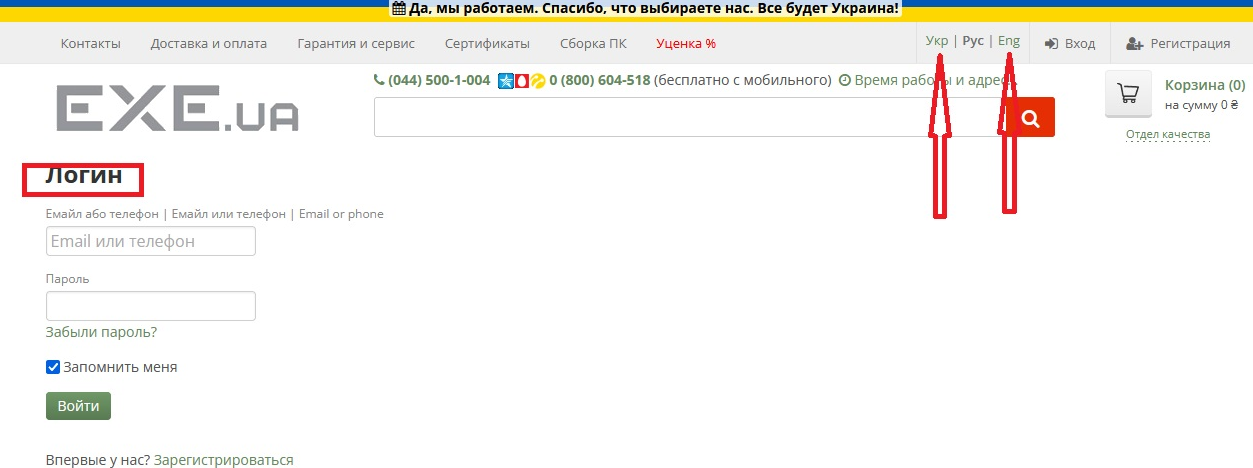 Да, мы работаем. Спасибо, что выбираете нас. Все будет Украина!
Контакты Доставка и оплата Гарантия и сервис Сертификаты Сборка ПК Уценка % Укр | Рус | Eng Вход Регистрация
EXE.UA
(044) 500-1-004 0 (800) 604-518 (бесплатно с мобильного) Время работы и адрес
Корзина (0)
на сумму 0 ₴
Отдел качества
Логин
Емайл або телефон | Емайл или телефон | Email or phone
Email или телефон
Пароль
Забыли пароль?
Запомнить меня
Войти
Впервые у нас? Зарегистрироваться